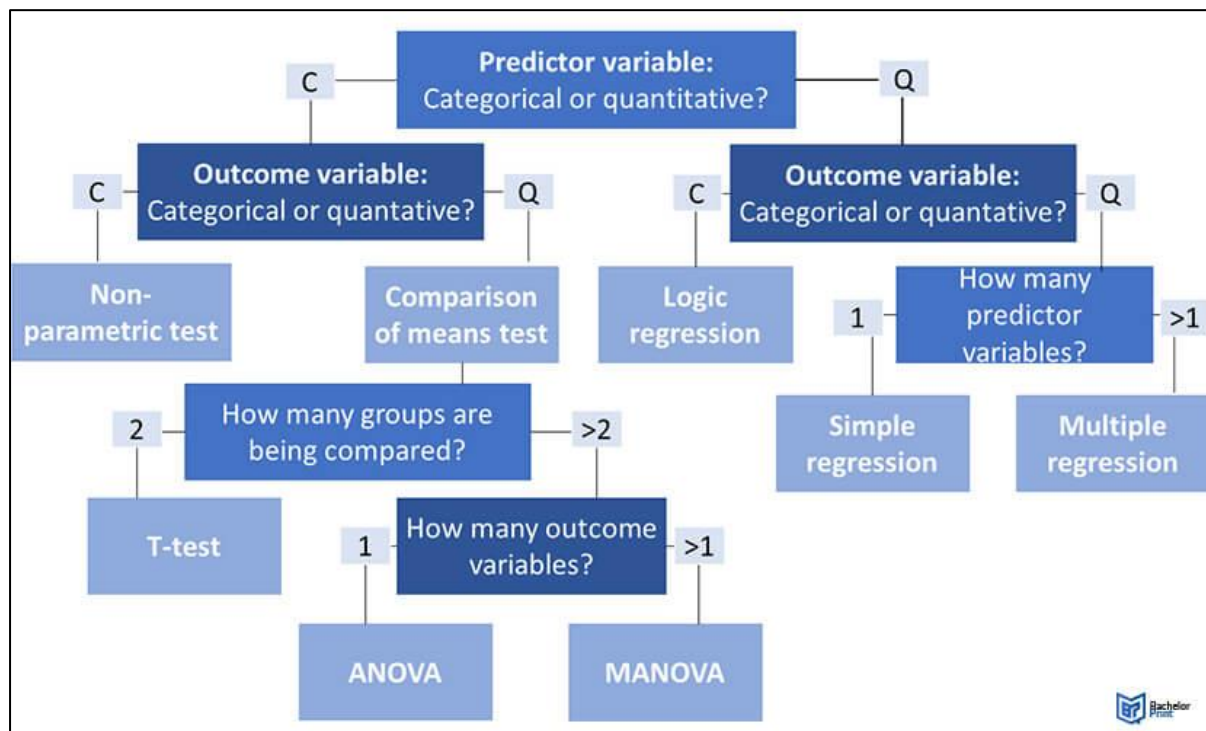 Predictor variable:
Categorical or quantitative?
C
Q
Outcome variable:
Categorical or quantative?
C
Q
Outcome variable:
Categorical or quantative?
C
Q
Non-
parametric test
Comparison
of means test
Logic
regression
How many
predictor
variables?
1
>1
How many groups are
being compared?
2
>2
Simple
regression
Multiple
regression
T-test
How many outcome
variables?
1
>1
ANOVA
MANOVA
Bachelor
Print